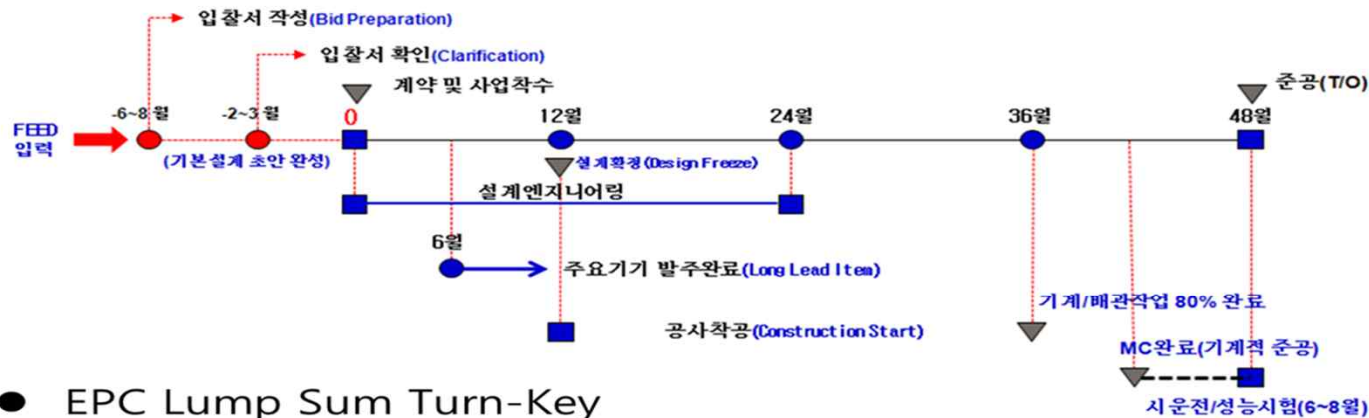 입찰서 작성(Bid Preparation)
입찰서 확인(Clarification)
계약 및 사업착수
준공(T/O)
-6~8월
-2~3월
0
12월
24월
36월
48월
FEED
입력
(기본설계 초안 완성)
설계확정(Design Freeze)
설계엔지니어링
6월
주요기기 발주완료(Long Lead Item)
기계/배관작업 80% 완료
공사착공(Construction Start)
MC완료(기계적 준공)
● EPC Lump Sum Turn-Key
시운전/성능시험(6~8월)